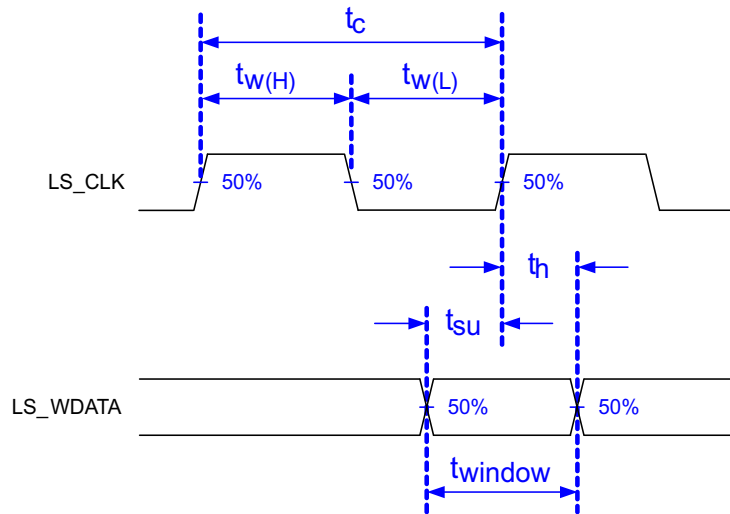 tc
tw(H) tw(L)
LS_CLK 50% 50% 50%
th
tsu
LS_WDATA 50% 50%
twindow